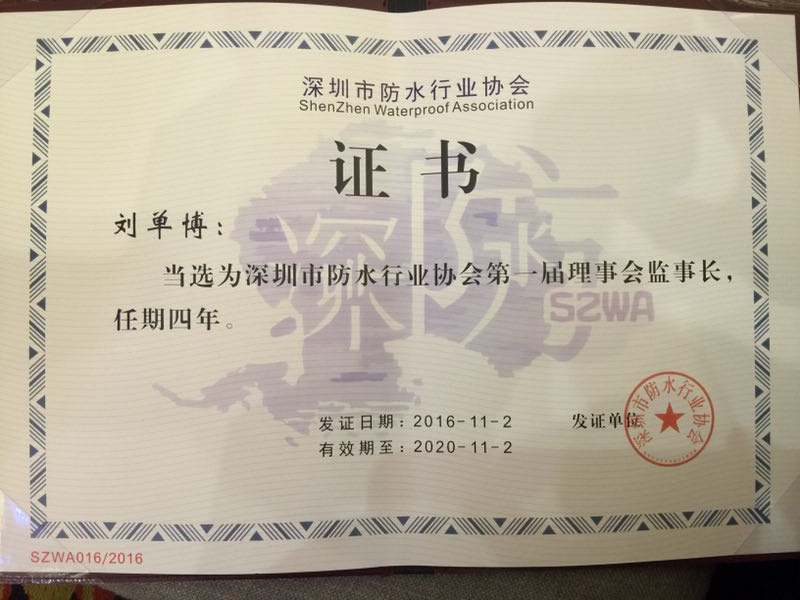 深圳市防水行业协会
ShenZhen Waterproof Association
证书
刘单博：
当选为深圳市防水行业协会第一届理事会监事长，
任期四年。
深防
SZWA
发证日期：2016-11-2
发证单位
深圳市防水行业协会
有效期至：2020-11-2
SZWA016/2016